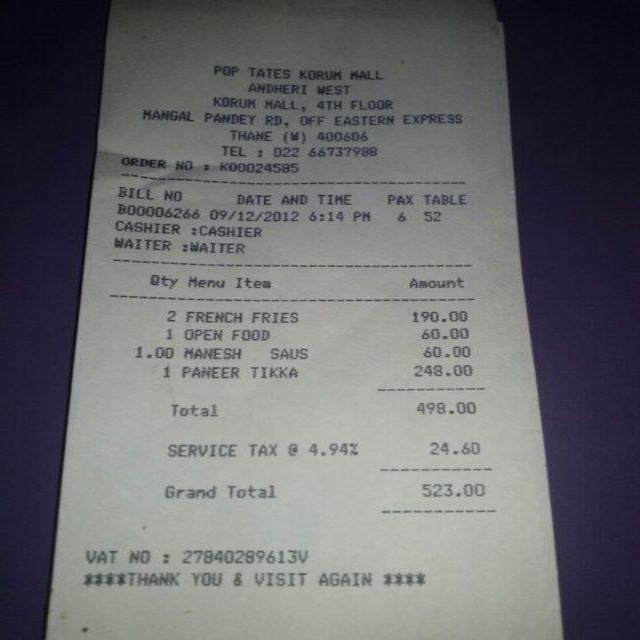 POP TATES KORUM MALL
ANDHERI WEST
KORUM MALL, 4TH FLOOR
MANGAL PANDEY RD, OFF EASTERN EXPRESS
THANE (W) 400606
TEL : 022 66737988
ORDER NO : K00024585
BILL NO DATE AND TIME PAX TABLE
B00006266 09/12/2012 6:14 PM 6 52
CASHIER :CASHIER
WAITER :WAITER
Qty Menu Item Amount
2 FRENCH FRIES 190.00
1 OPEN FOOD 60.00
1.00 MANESH SAUS 60.00
1 PANEER TIKKA 248.00
Total 498.00
SERVICE TAX @ 4.94% 24.60
Grand Total 523.00
VAT NO : 27840289613V
****THANK YOU & VISIT AGAIN ****